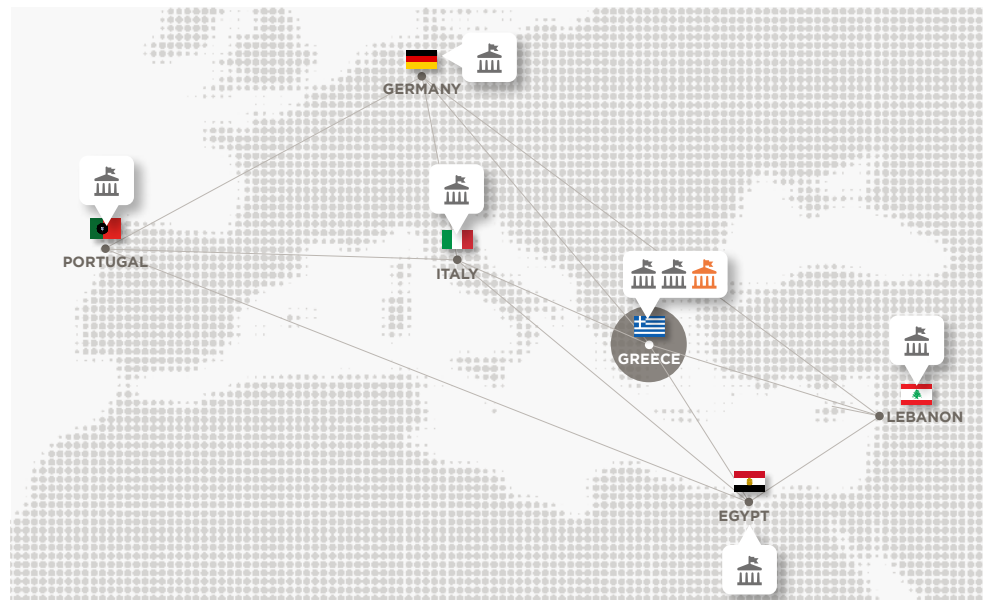 GERMANY
PORTUGAL
ITALY
GREECE
LEBANON
EGYPT